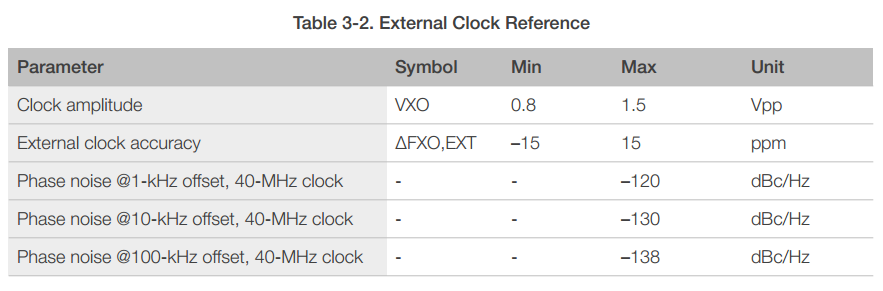 Table 3-2. External Clock Reference
Parameter Symbol Min Max Unit
Clock amplitude VXO 0.8 1.5 Vpp
External clock accuracy ΔFXO,EXT –15 15 ppm
Phase noise @1-kHz offset, 40-MHz clock - - –120 dBc/Hz
Phase noise @10-kHz offset, 40-MHz clock - - –130 dBc/Hz
Phase noise @100-kHz offset, 40-MHz clock - - –138 dBc/Hz